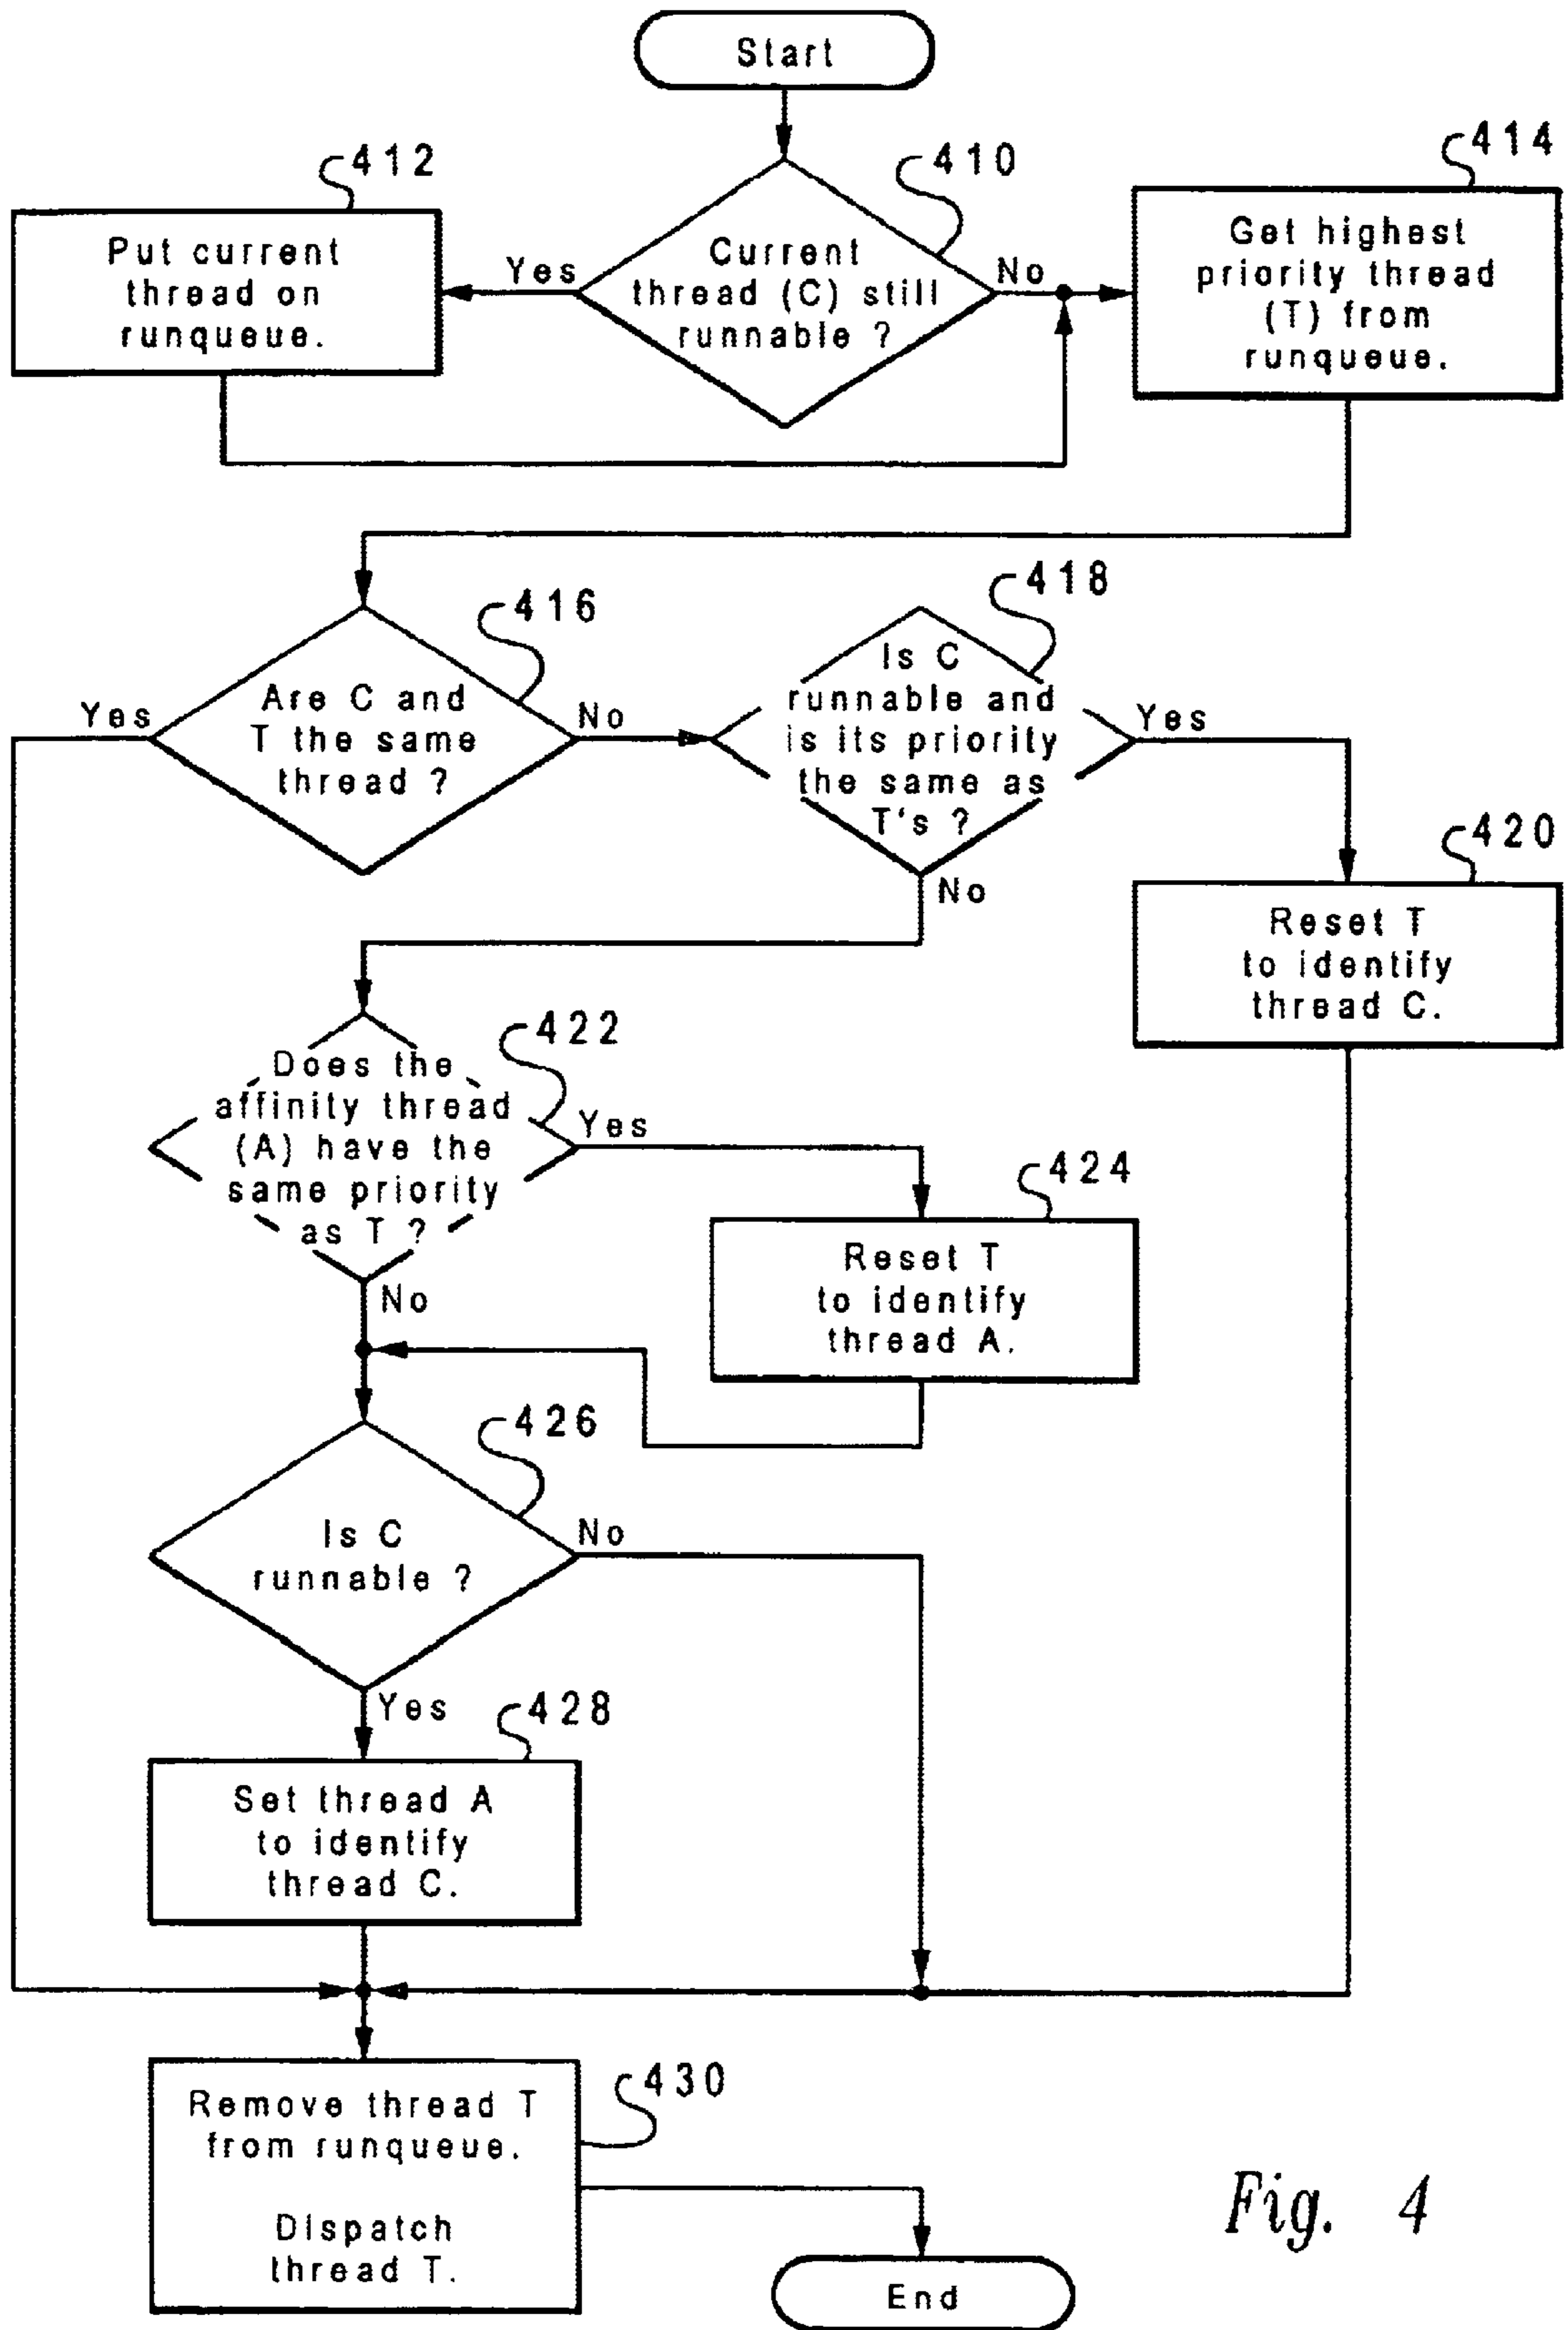 Start
412
410
414
Put current
thread on
runqueue.
Yes
Current
thread (C) still
runnable ?
No
Get highest
priority thread
(T) from
runqueue.
416
418
Yes
Are C and
T the same
thread ?
No
Is C
runnable and
is its priority
the same as
T's ?
Yes
No
420
Reset T
to identify
thread C.
422
Does the
affinity thread
(A) have the
same priority
as T ?
Yes
No
424
Reset T
to identify
thread A.
426
Is C
runnable ?
No
Yes
428
Set thread A
to identify
thread C.
430
Remove thread T
from runqueue.
Dispatch
thread T.
End
Fig. 4